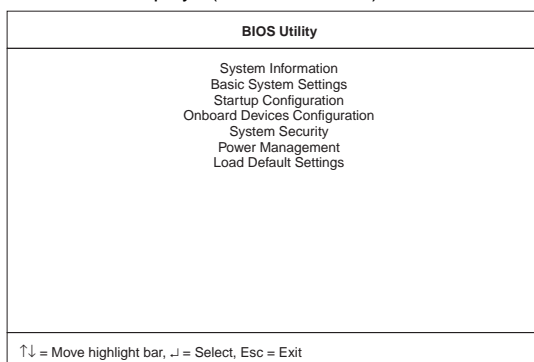 BIOS Utility
System Information
Basic System Settings
Startup Configuration
Onboard Devices Configuration
System Security
Power Management
Load Default Settings
↑↓ = Move highlight bar, ↵ = Select, Esc = Exit